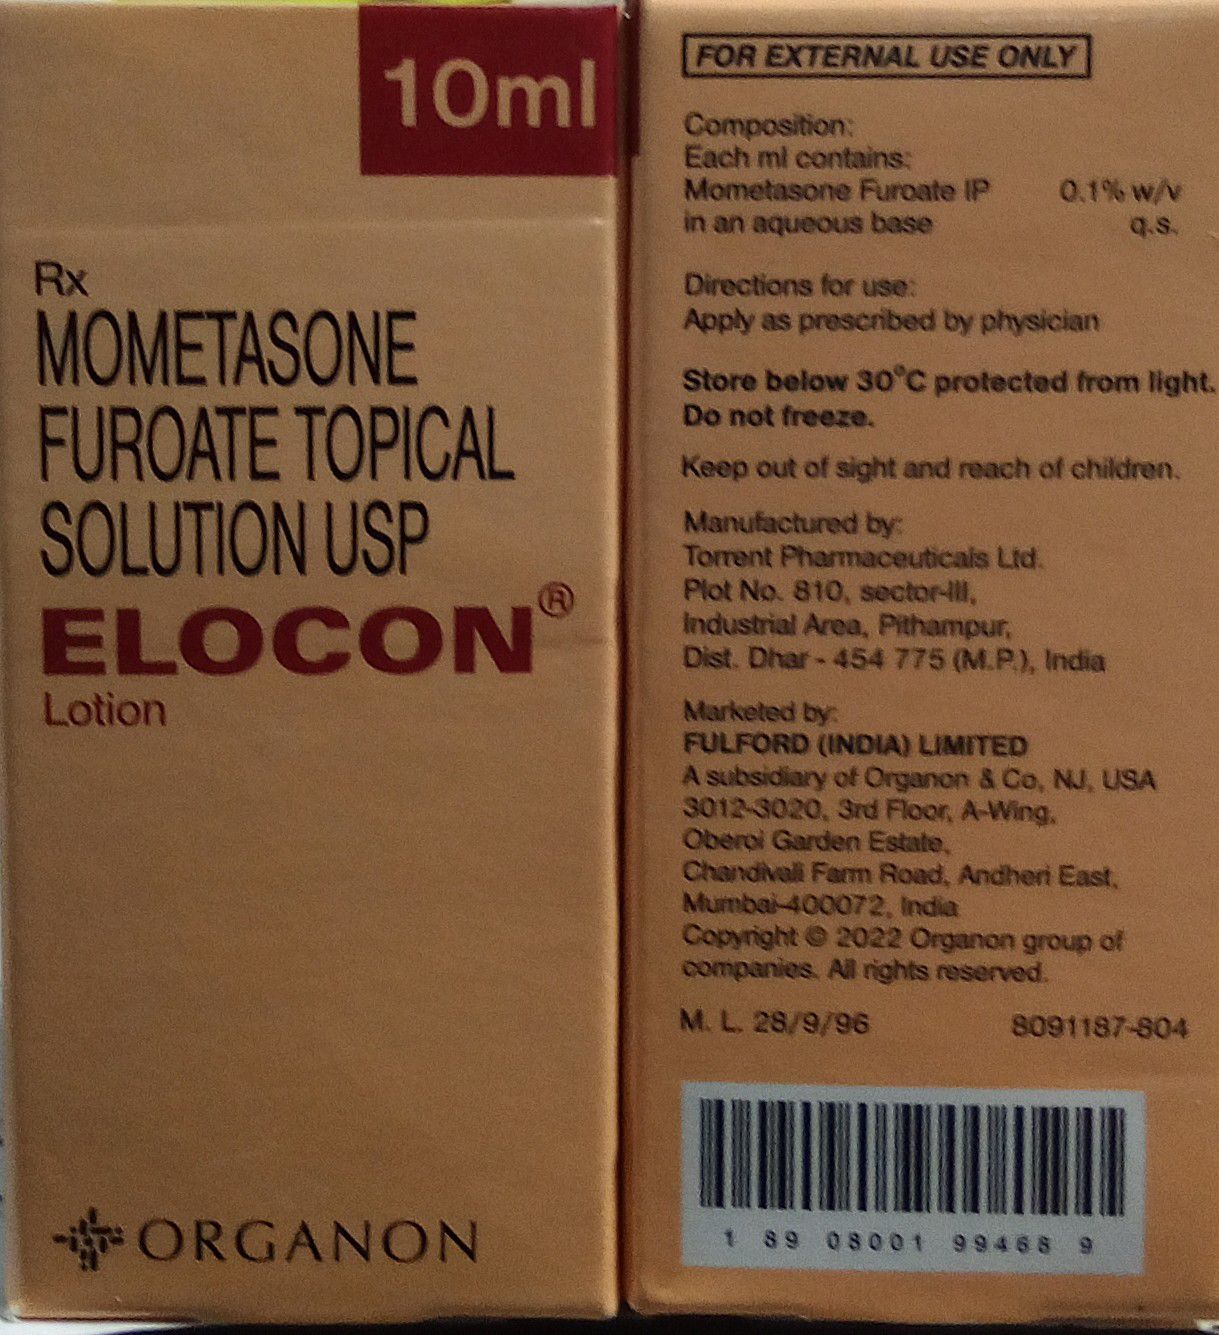 10ml
Rx
MOMETASONE
FUROATE TOPICAL
SOLUTION USP
ELOCON®
Lotion
ORGANON
FOR EXTERNAL USE ONLY
Composition:
Each ml contains:
Mometasone Furoate IP 0.1% w/v
in an aqueous base q.s.
Directions for use:
Apply as prescribed by physician
Store below 30°C protected from light.
Do not freeze.
Keep out of sight and reach of children.
Manufactured by:
Torrent Pharmaceuticals Ltd.
Plot No. 810, sector-III,
Industrial Area, Pithampur,
Dist. Dhar - 454 775 (M.P.), India
Marketed by:
FULFORD (INDIA) LIMITED
A subsidiary of Organon & Co, NJ, USA
3012-3020, 3rd Floor, A-Wing,
Oberoi Garden Estate,
Chandivali Farm Road, Andheri East,
Mumbai-400072, India
Copyright © 2022 Organon group of
companies. All rights reserved.
M. L. 28/9/96 8091187-804
1 89 08001 99468 9